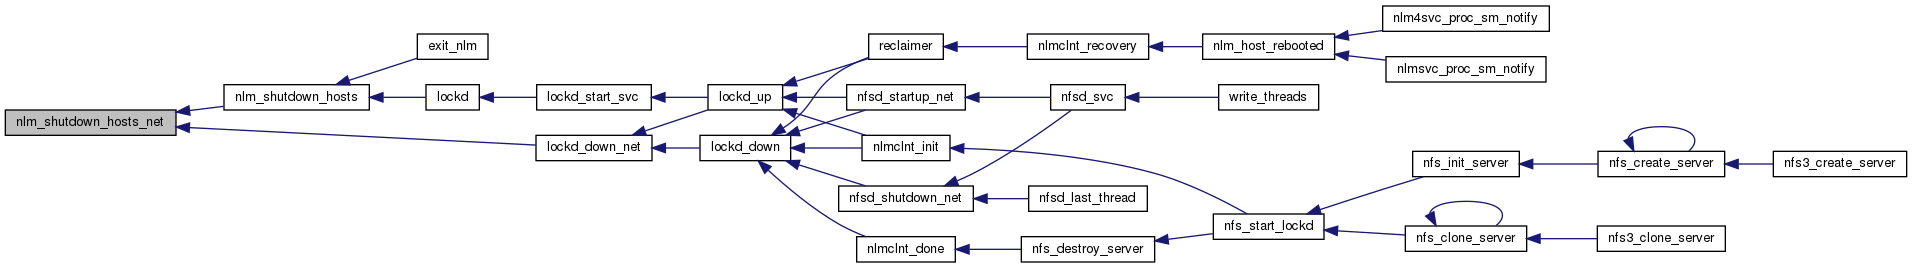 nlm_shutdown_hosts_net
nlm_shutdown_hosts
exit_nlm
lockd
lockd_start_svc
lockd_down_net
lockd_up
lockd_down
reclaimer
nfsd_startup_net
nlmclnt_init
nfsd_shutdown_net
nlmclnt_done
nlmclnt_recovery
nfsd_svc
nfsd_last_thread
nfs_destroy_server
nlm_host_rebooted
write_threads
nfs_start_lockd
nlm4svc_proc_sm_notify
nlmsvc_proc_sm_notify
nfs_init_server
nfs_clone_server
nfs_create_server
nfs3_clone_server
nfs3_create_server